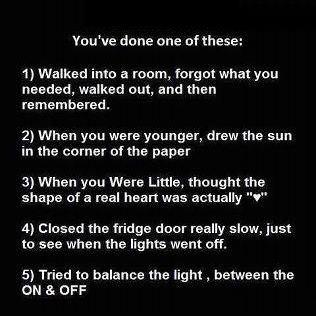 You've done one of these:
1) Walked into a room, forgot what you
needed, walked out, and then
remembered.
2) When you were younger, drew the sun
in the corner of the paper
3) When you Were Little, thought the
shape of a real heart was actually "♥"
4) Closed the fridge door really slow, just
to see when the lights went off.
5) Tried to balance the light , between the
ON & OFF